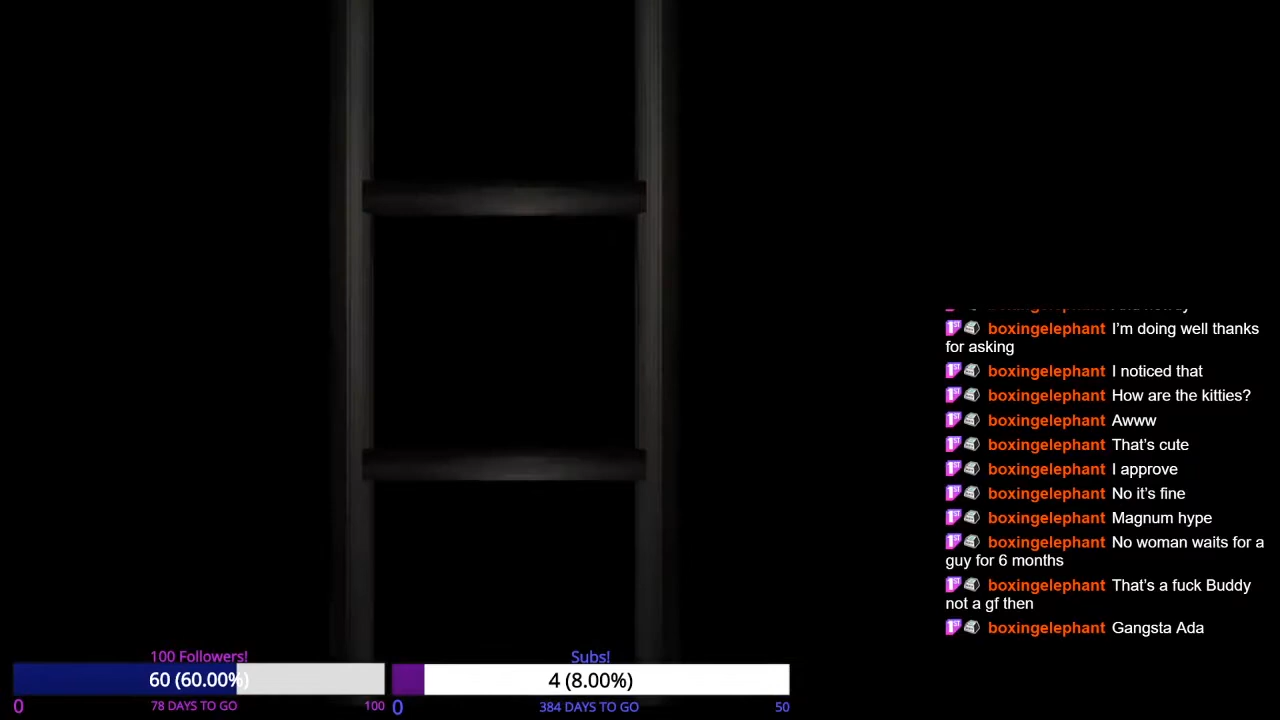 boxingelephant I'm doing well thanks
for asking
boxingelephant I noticed that
boxingelephant How are the kitties?
boxingelephant Awww
boxingelephant That's cute
boxingelephant I approve
boxingelephant No it's fine
boxingelephant Magnum hype
boxingelephant No woman waits for a
guy for 6 months
boxingelephant That's a fuck Buddy
not a gf then
boxingelephant Gangsta Ada
100 Followers!
60 (60.00%)
0 78 DAYS TO GO 100
Subs!
4 (8.00%)
0 384 DAYS TO GO 50